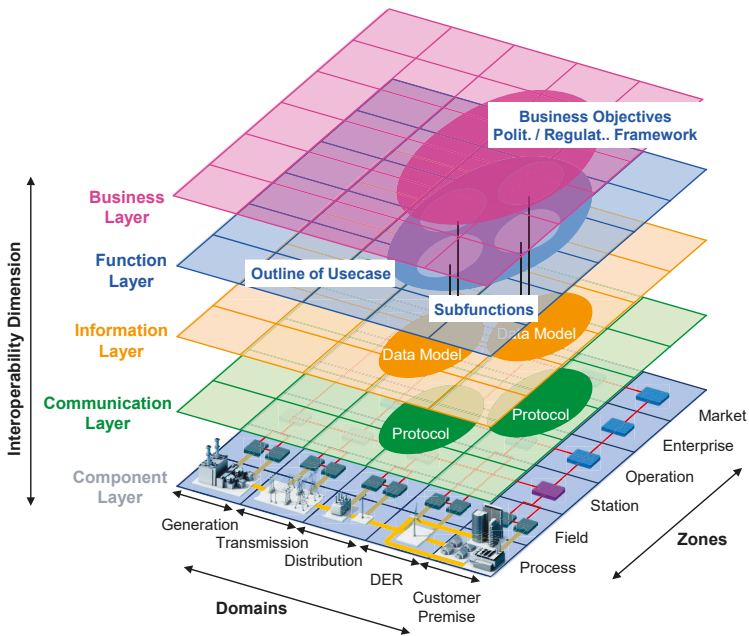 Business Objectives
Polit. / Regulat.. Framework
Business
Layer
Function
Layer
Outline of Usecase
Subfunctions
Information
Layer
Data Model
Data Model
Communication
Layer
Protocol
Protocol
Component
Layer
Interoperability Dimension
Market
Enterprise
Operation
Station
Field
Process
Zones
Generation
Transmission
Distribution
DER
Customer
Premise
Domains